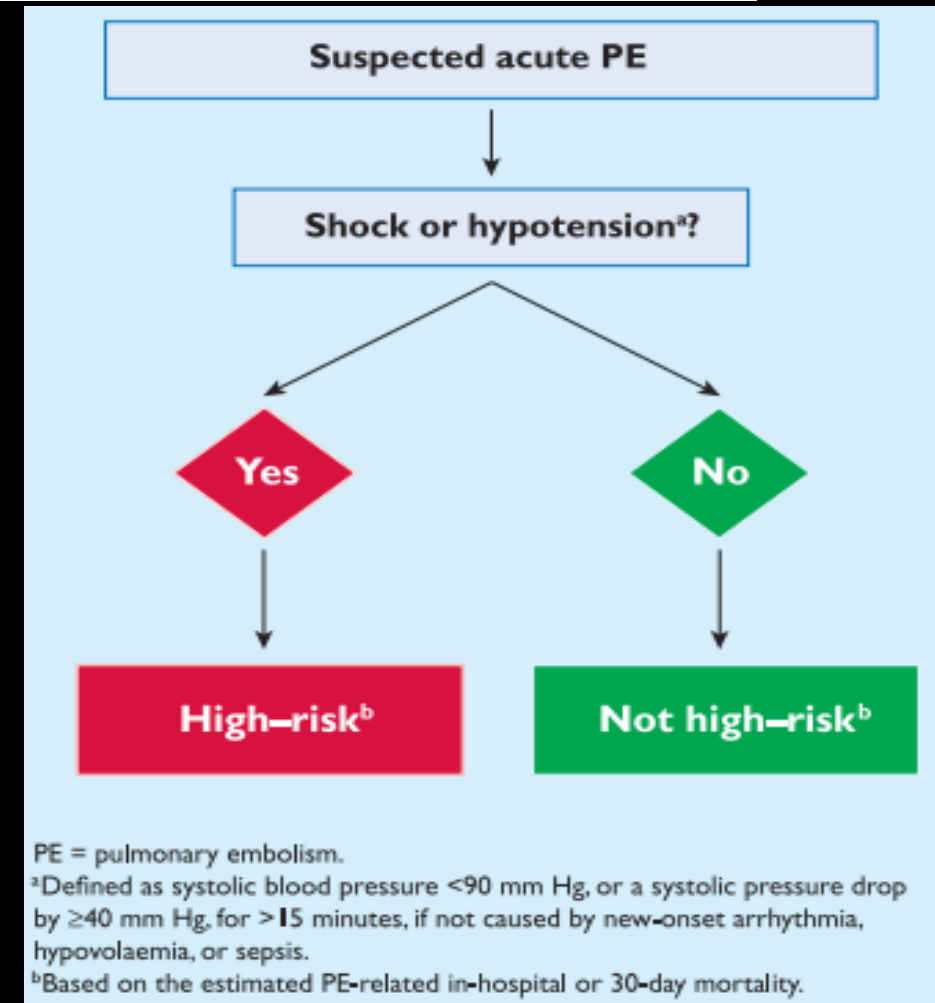 Suspected acute PE
Shock or hypotensionᵃ?
Yes
No
High–riskᵇ
Not high–riskᵇ
PE = pulmonary embolism.
ᵃDefined as systolic blood pressure <90 mm Hg, or a systolic pressure drop
by ≥40 mm Hg, for >15 minutes, if not caused by new-onset arrhythmia,
hypovolaemia, or sepsis.
ᵇBased on the estimated PE-related in-hospital or 30-day mortality.